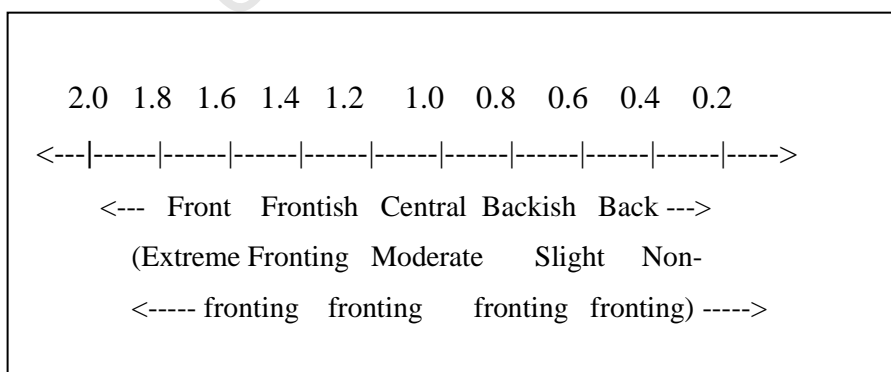 2.0 1.8 1.6 1.4 1.2 1.0 0.8 0.6 0.4 0.2
<---|------|------|------|------|------|------|------|------|------|----->
<--- Front Frontish Central Backish Back --->
(Extreme Fronting Moderate Slight Non-
<----- fronting fronting fronting fronting) ----->